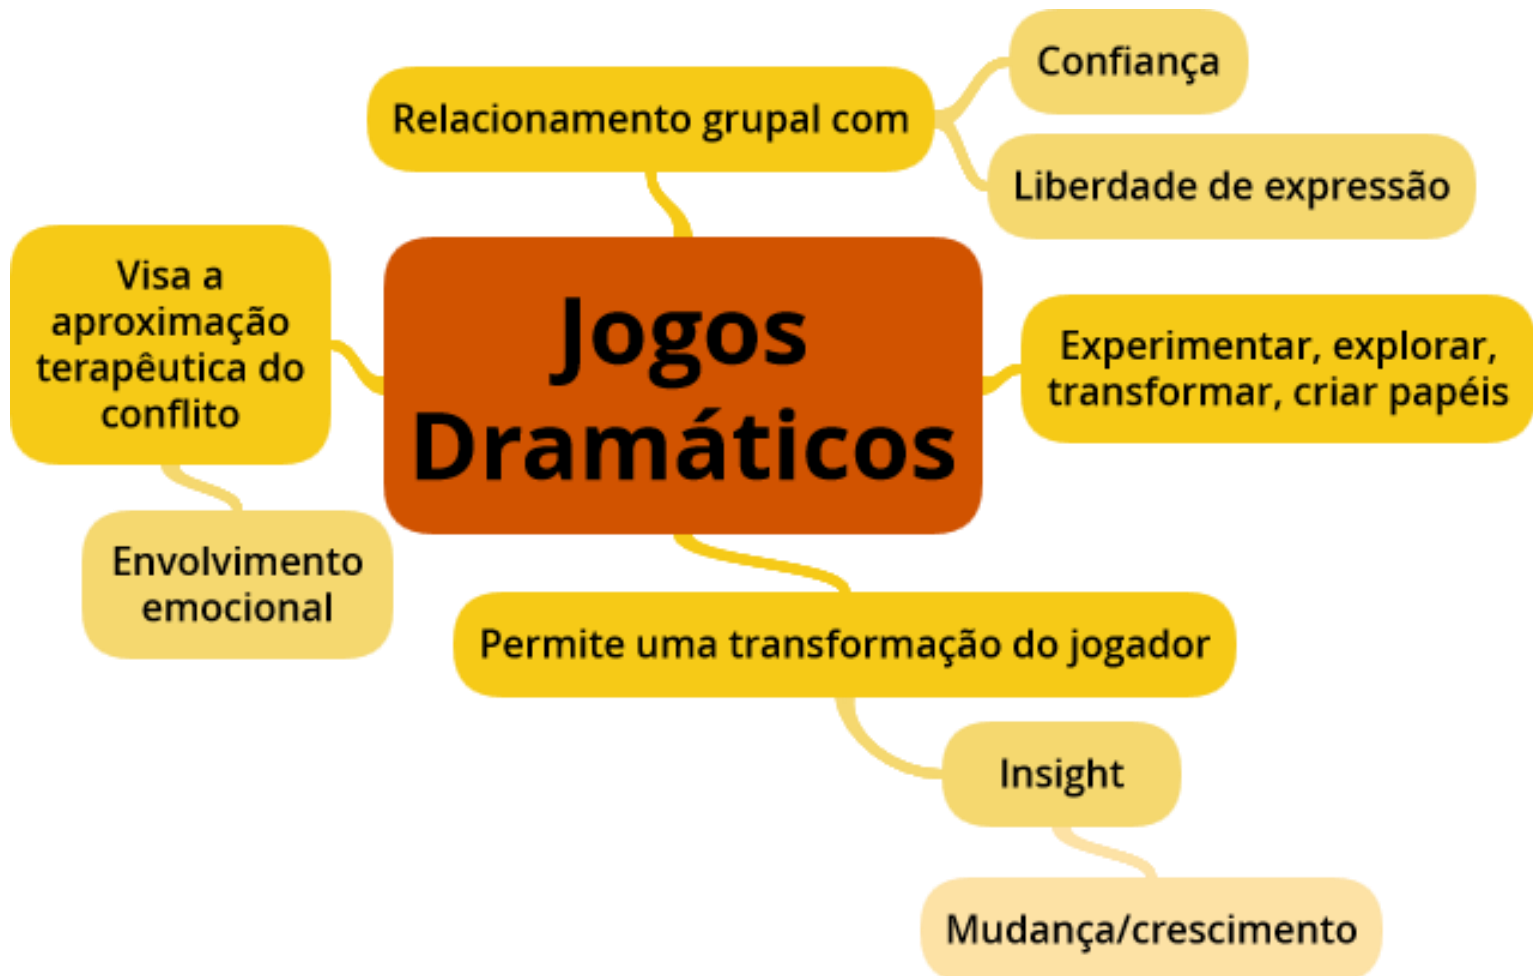 Confiança
Relacionamento grupal com
Liberdade de expressão
Visa a
aproximação
terapêutica do
conflito
Jogos
Dramáticos
Experimentar, explorar,
transformar, criar papéis
Envolvimento
emocional
Permite uma transformação do jogador
Insight
Mudança/crescimento